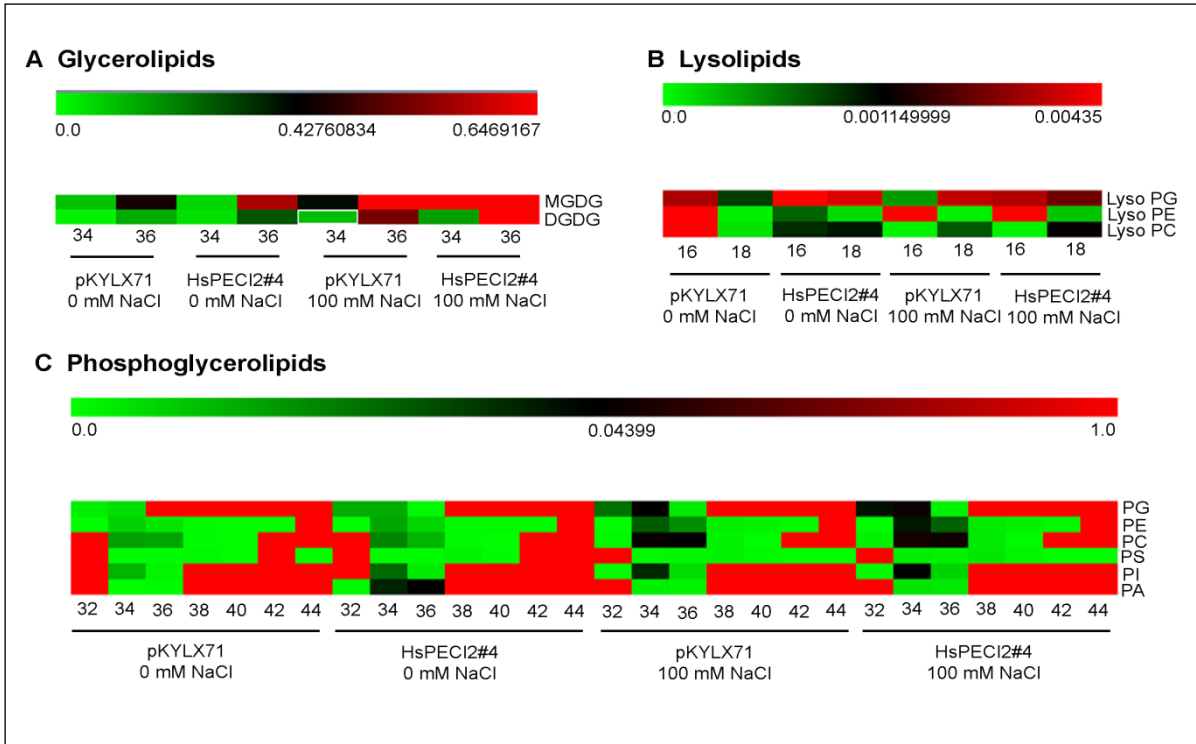 A Glycerolipids
0.0 0.42760834 0.6469167
MGDG
DGDG
34 36 34 36 34 36 34 36
pKYLX71 HsPECI2#4 pKYLX71 HsPECI2#4
0 mM NaCl 0 mM NaCl 100 mM NaCl 100 mM NaCl
B Lysolipids
0.0 0.001149999 0.00435
Lyso PG
Lyso PE
Lyso PC
16 18 16 18 16 18 16 18
pKYLX71 HsPECI2#4 pKYLX71 HsPECI2#4
0 mM NaCl 0 mM NaCl 100 mM NaCl 100 mM NaCl
C Phosphoglycerolipids
0.0 0.04399 1.0
PG
PE
PC
PS
PI
PA
32 34 36 38 40 42 44 32 34 36 38 40 42 44 32 34 36 38 40 42 44 32 34 36 38 40 42 44
pKYLX71 HsPECI2#4 pKYLX71 HsPECI2#4
0 mM NaCl 0 mM NaCl 100 mM NaCl 100 mM NaCl